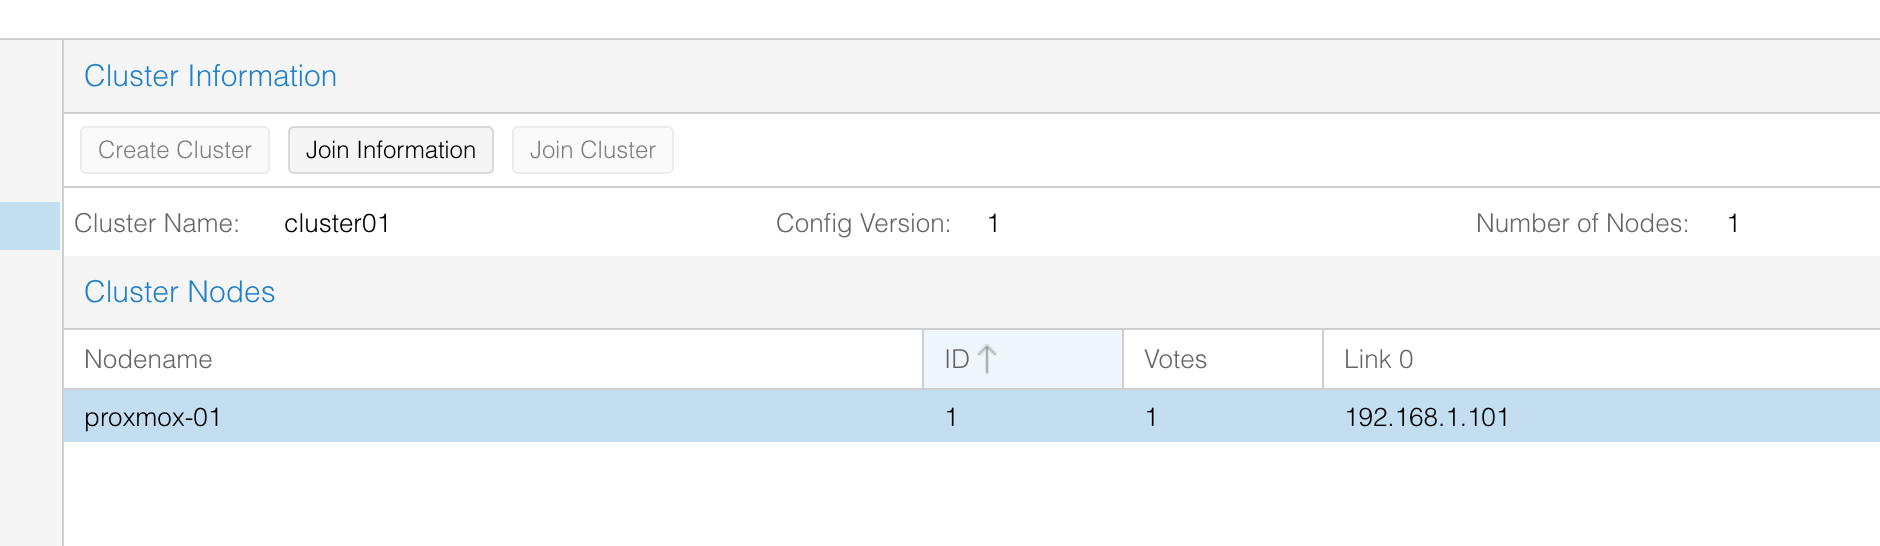 Cluster Information
Create Cluster Join Information Join Cluster
Cluster Name: cluster01 Config Version: 1 Number of Nodes: 1
Cluster Nodes
Nodename ID Votes Link 0
proxmox-01 1 1 192.168.1.101